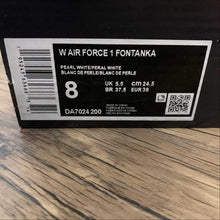 W AIR FORCE 1 FONTANKA
PEARL WHITE/PERAL WHITE
BLANC DE PERLE/BLANC DE PERLE
8
UK 5.5 cm 24.5
BR 37.5 EUR 39
DA7024 200